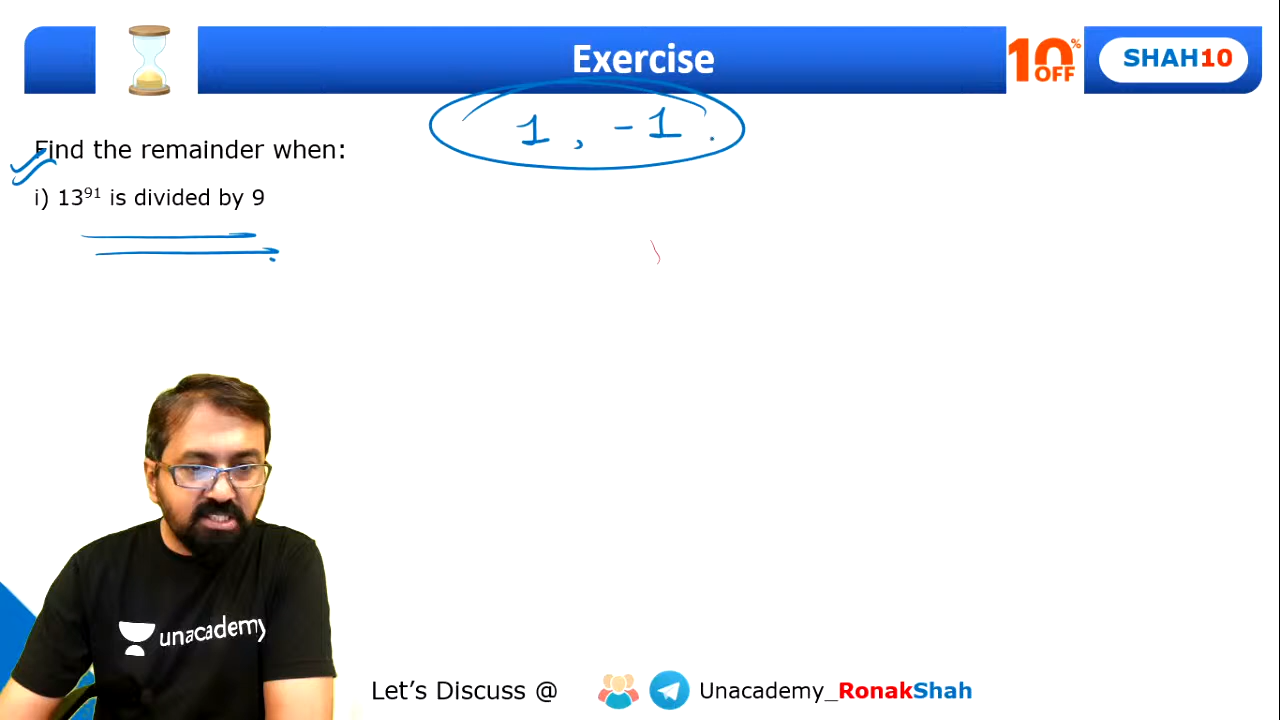 Exercise
10% OFF
SHAH10
1, -1.
Find the remainder when:
i) 13⁹¹ is divided by 9
unacademy
Let's Discuss @ Unacademy_RonakShah